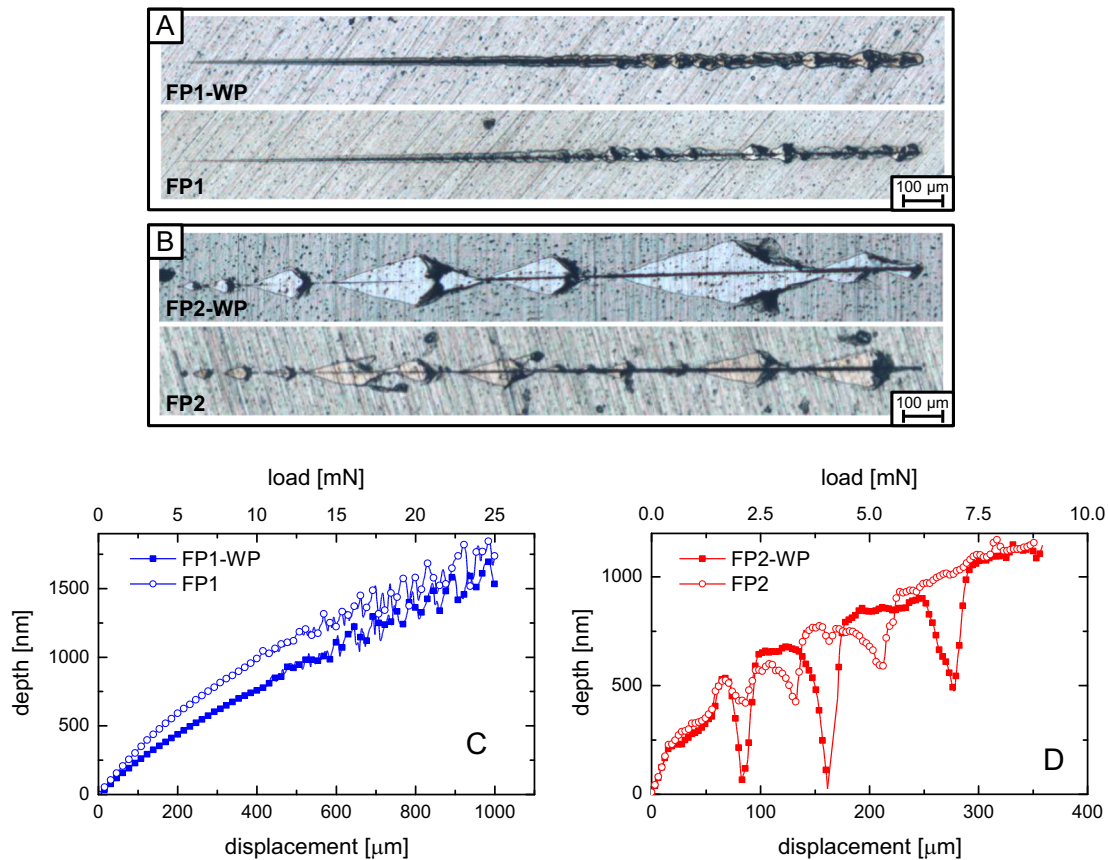 A
FP1-WP
FP1
100 μm
B
FP2-WP
FP2
100 μm
load [mN]
0 5 10 15 20 25
FP1-WP
FP1
depth [nm]
1500
1000
500
0
C
0 200 400 600 800 1000
displacement [μm]
load [mN]
0.0 2.5 5.0 7.5 10.0
FP2-WP
FP2
depth [nm]
1000
500
0
D
0 100 200 300 400
displacement [μm]